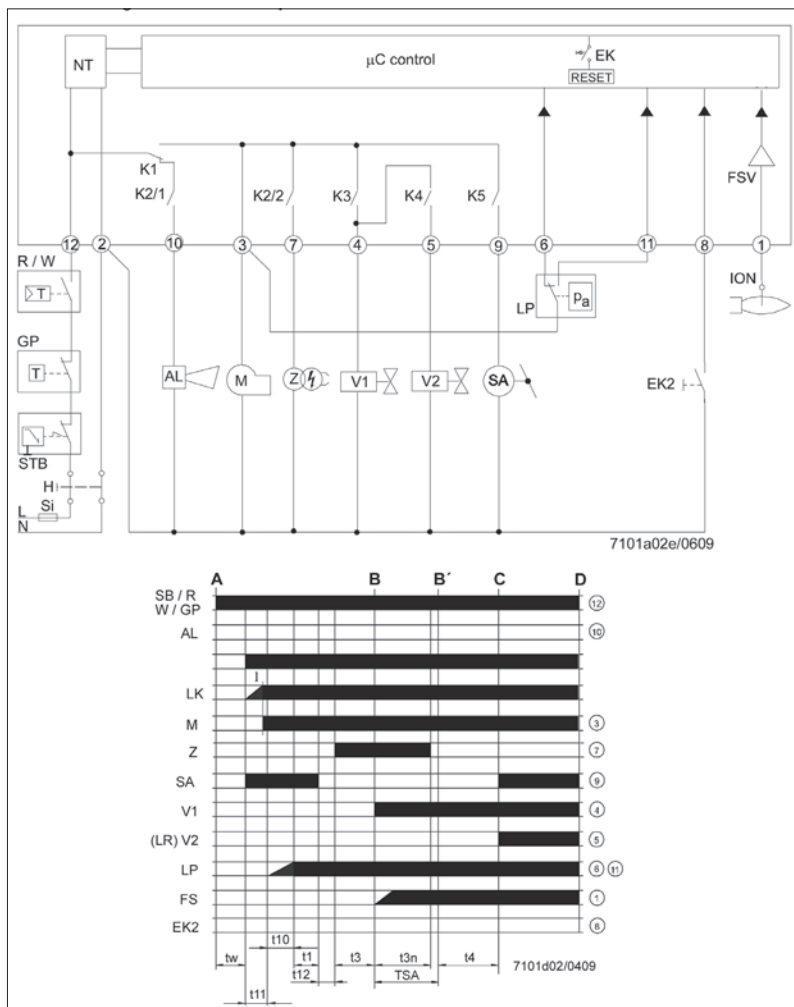 NT
µC control
EK
RESET
FSV
K1
K2/1
K2/2
K3
K4
K5
12
2
10
3
7
4
5
9
6
11
8
1
R / W
T
GP
T
STB
H
Si
L
N
AL
M
Z
V1
V2
SA
LP
pa
ION
EK2
7101a02e/0609
A
B
B´
C
D
SB / R
W / GP
12
AL
10
I
LK
M
3
Z
7
SA
9
V1
4
(LR) V2
5
LP
6
t1
FS
1
EK2
8
t10
tw
t1
t3
t3n
t4
t12
TSA
t11
7101d02/0409